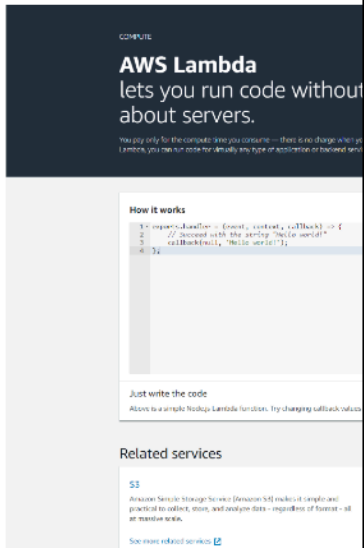 COMPUTE
AWS Lambda
lets you run code without
about servers.
You pay only for the compute time you consume — there is no charge when
Lambda, you can run code for virtually any type of application or backend
How it works
1 exports.handler = (event, context, callback) => {
2 // Succeed with the string "Hello world!"
3 callback(null, "Hello world!");
4 };
Just write the code
Above is a simple Node.js Lambda function. Try changing callback values
Related services
S3
Amazon Simple Storage Service (Amazon S3) makes it simple and
practical to collect, store, and analyze data - regardless of format - all
at massive scale.
See more related services